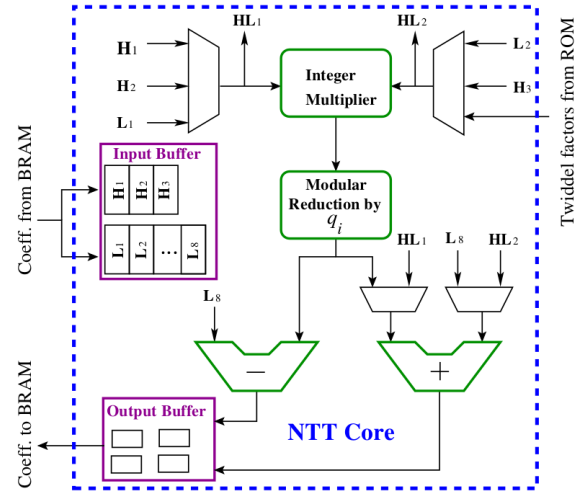 HL1
HL2
H1
H2
L1
Integer
Multiplier
L2
H3
Twiddel factors from ROM
Coeff. from BRAM
Input Buffer
H1 H2 H3
L1 L2 ... L8
Modular
Reduction by
qi
HL1
L8
HL2
L8
−
+
Coeff. to BRAM
Output Buffer
NTT Core